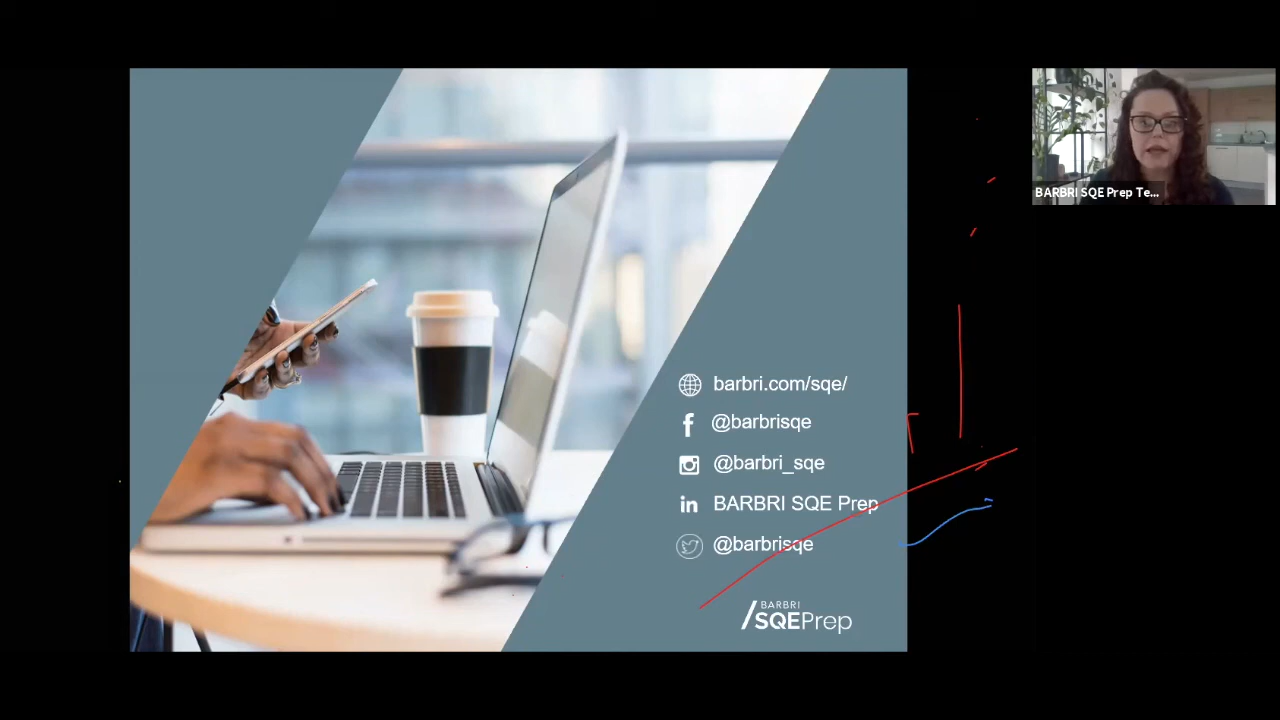 BARBRI SQE Prep Te...
barbri.com/sqe/
@barbrisqe
@barbri_sqe
BARBRI SQE Prep
@barbrisqe
BARBRI
SQEPrep